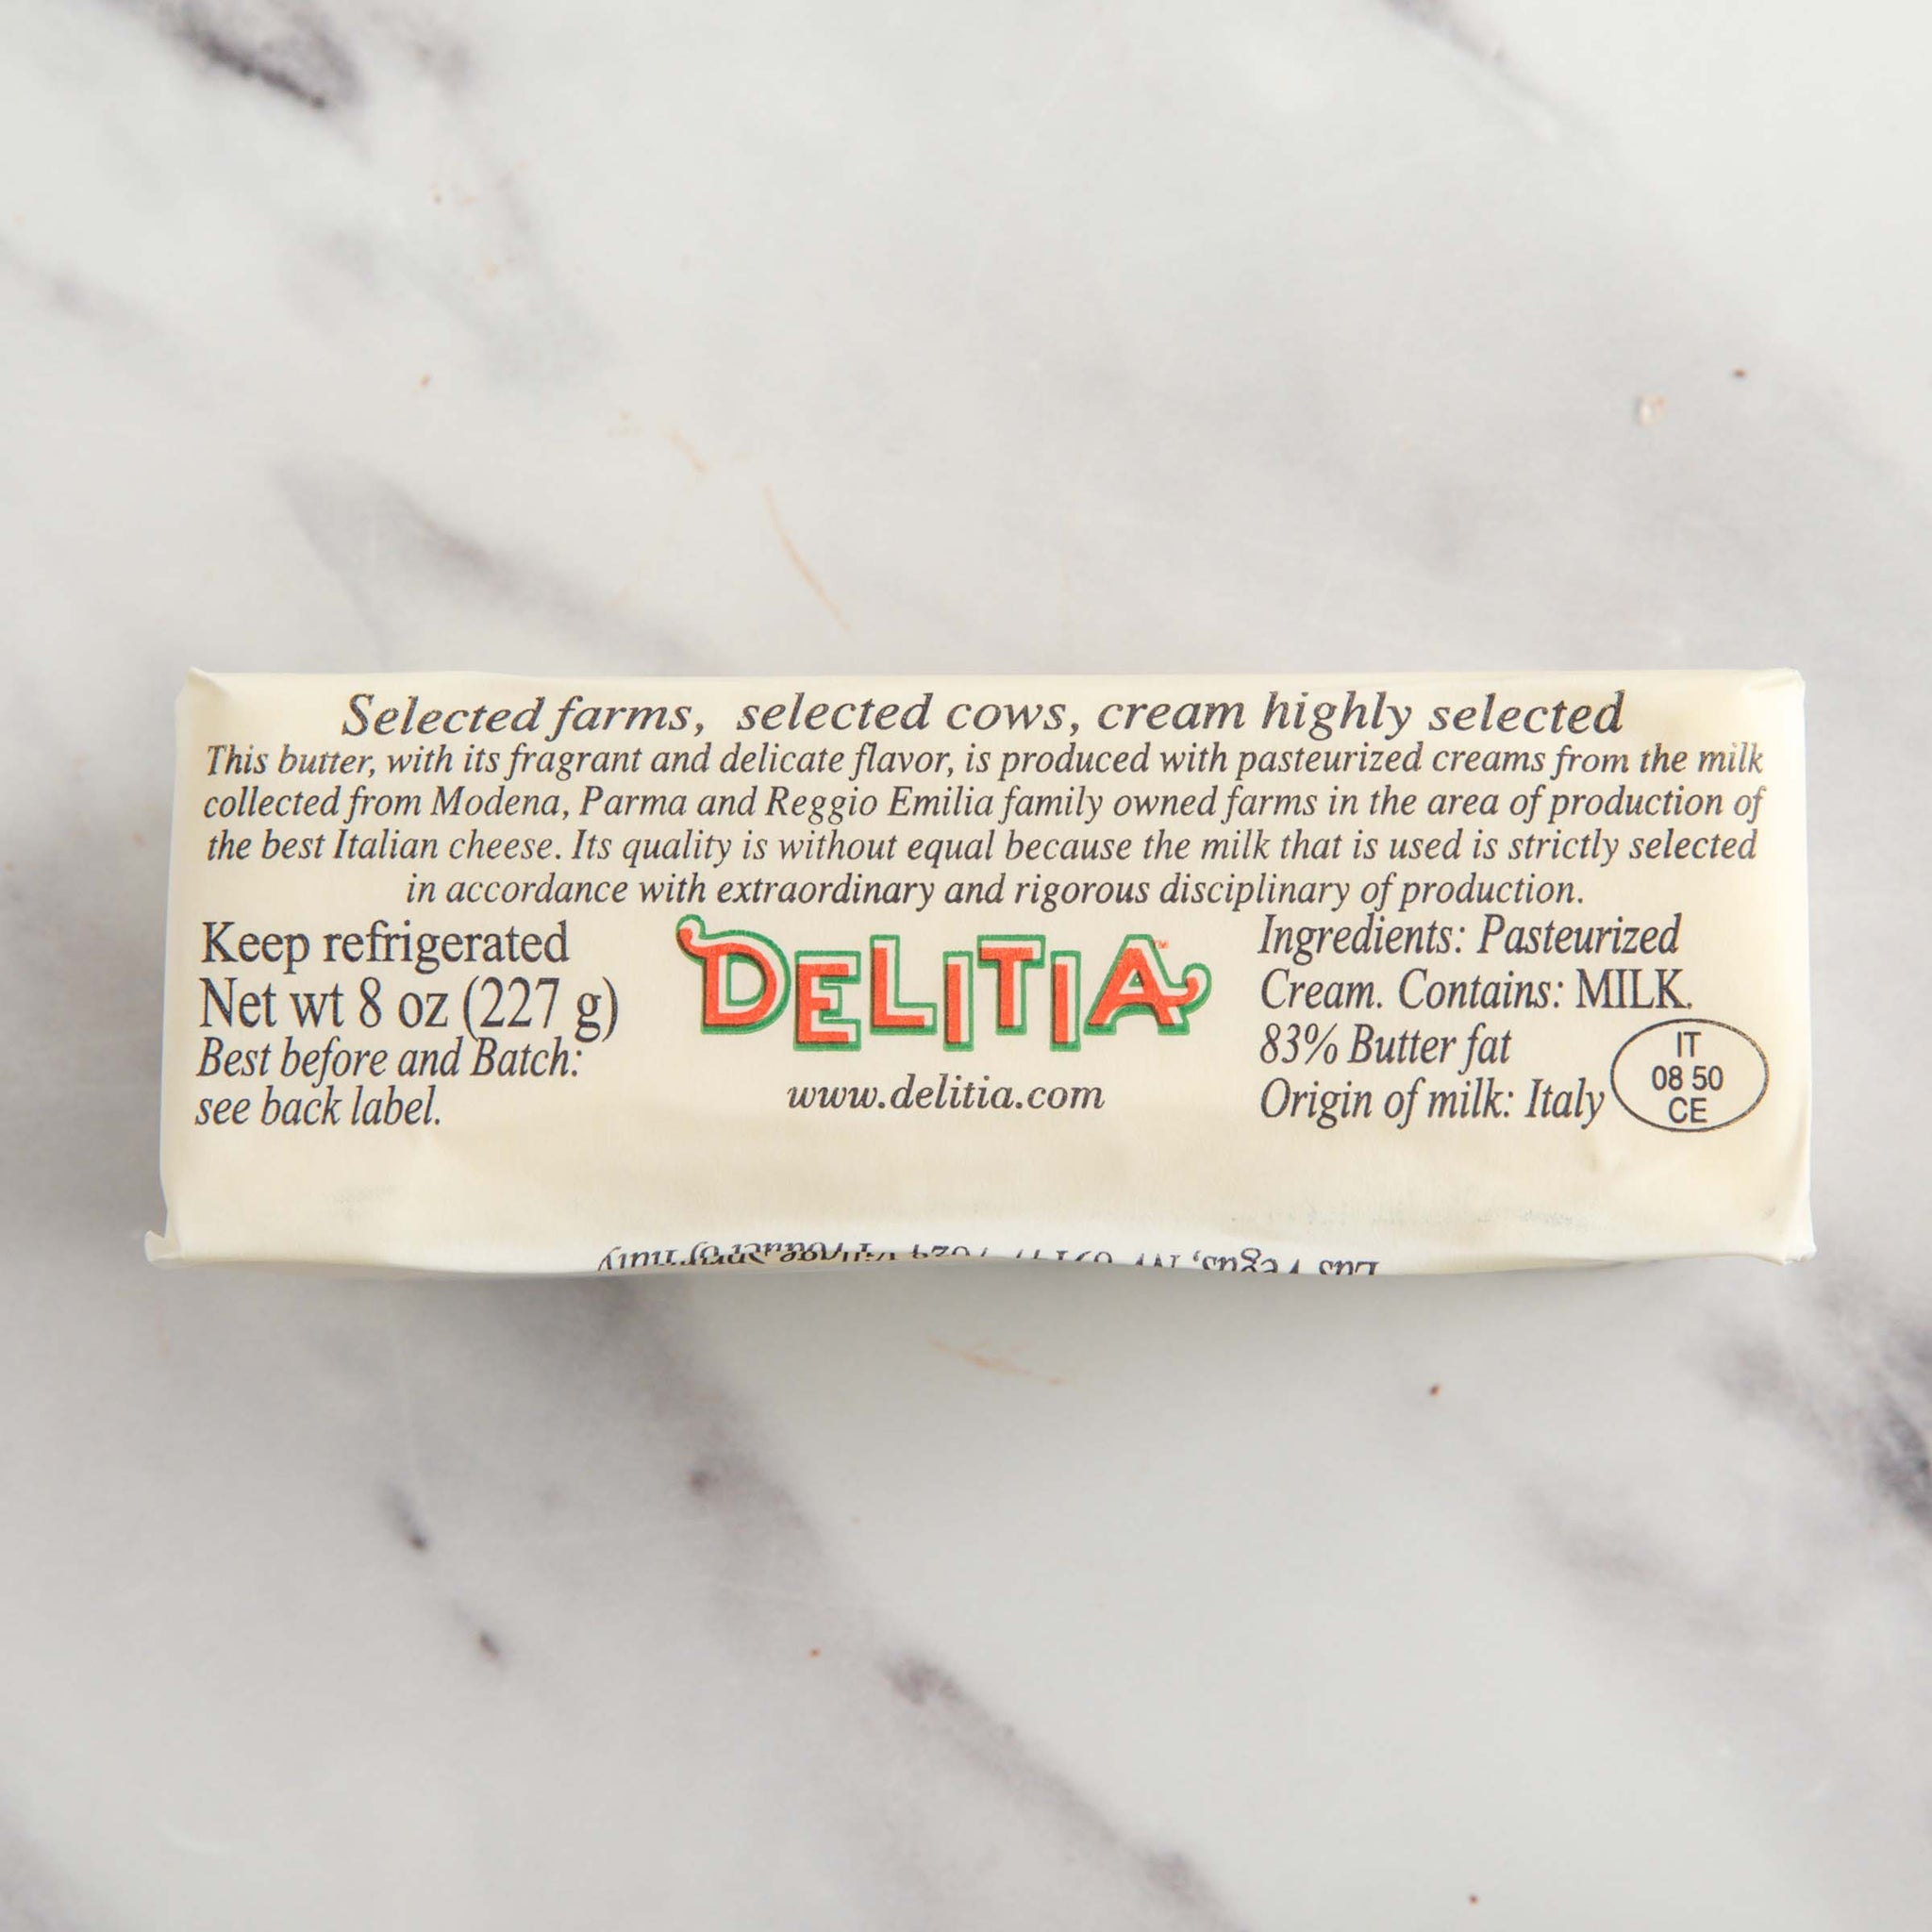 Selected farms, selected cows, cream highly selected
This butter, with its fragrant and delicate flavor, is produced with pasteurized creams from the milk
collected from Modena, Parma and Reggio Emilia family owned farms in the area of production of
the best Italian cheese. Its quality is without equal because the milk that is used is strictly selected
in accordance with extraordinary and rigorous disciplinary of production.
Keep refrigerated
Net wt 8 oz (227 g)
Best before and Batch:
see back label.
DELITIA™
www.delitia.com
Ingredients: Pasteurized
Cream. Contains: MILK.
83% Butter fat
Origin of milk: Italy
IT
08 50
CE
Las Vegas, NV